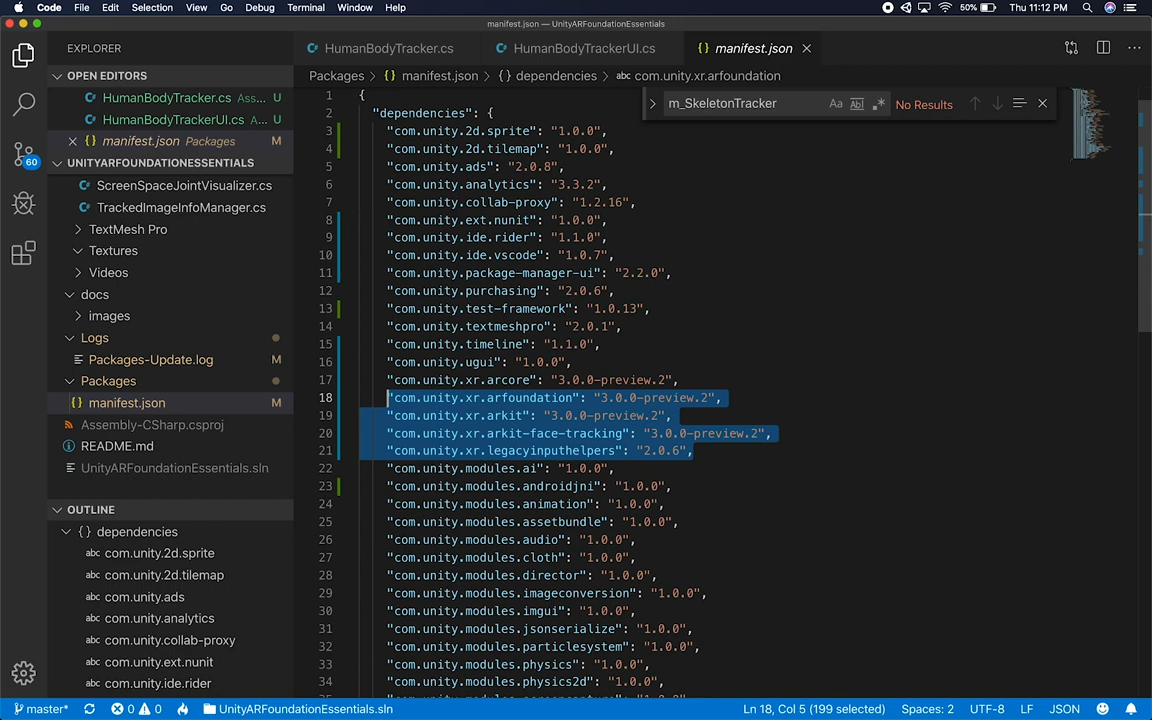 Code File Edit Selection View Go Debug Terminal Window Help 50% Thu 11:12 PM
manifest.json — UnityARFoundationEssentials
EXPLORER
OPEN EDITORS
HumanBodyTracker.cs Ass... U
HumanBodyTrackerUI.cs A... U
manifest.json Packages M
UNITYARFOUNDATIONESSENTIALS
ScreenSpaceJointVisualizer.cs
TrackedImageInfoManager.cs
TextMesh Pro
Textures
Videos
docs
images
Logs
Packages-Update.log M
Packages
manifest.json M
Assembly-CSharp.csproj
README.md
UnityARFoundationEssentials.sln
OUTLINE
{} dependencies
abc com.unity.2d.sprite
abc com.unity.2d.tilemap
abc com.unity.ads
abc com.unity.analytics
abc com.unity.collab-proxy
abc com.unity.ext.nunit
abc com.unity.ide.rider
60
HumanBodyTracker.cs HumanBodyTrackerUI.cs {} manifest.json
Packages > {} manifest.json > {} dependencies > abc com.unity.xr.arfoundation
m_SkeletonTracker Aa Abl .* No Results
1 {
2 "dependencies": {
3 "com.unity.2d.sprite": "1.0.0",
4 "com.unity.2d.tilemap": "1.0.0",
5 "com.unity.ads": "2.0.8",
6 "com.unity.analytics": "3.3.2",
7 "com.unity.collab-proxy": "1.2.16",
8 "com.unity.ext.nunit": "1.0.0",
9 "com.unity.ide.rider": "1.1.0",
10 "com.unity.ide.vscode": "1.0.7",
11 "com.unity.package-manager-ui": "2.2.0",
12 "com.unity.purchasing": "2.0.6",
13 "com.unity.test-framework": "1.0.13",
14 "com.unity.textmeshpro": "2.0.1",
15 "com.unity.timeline": "1.1.0",
16 "com.unity.ugui": "1.0.0",
17 "com.unity.xr.arcore": "3.0.0-preview.2",
18 "com.unity.xr.arfoundation": "3.0.0-preview.2",
19 "com.unity.xr.arkit": "3.0.0-preview.2",
20 "com.unity.xr.arkit-face-tracking": "3.0.0-preview.2",
21 "com.unity.xr.legacyinputhelpers": "2.0.6",
22 "com.unity.modules.ai": "1.0.0",
23 "com.unity.modules.androidjni": "1.0.0",
24 "com.unity.modules.animation": "1.0.0",
25 "com.unity.modules.assetbundle": "1.0.0",
26 "com.unity.modules.audio": "1.0.0",
27 "com.unity.modules.cloth": "1.0.0",
28 "com.unity.modules.director": "1.0.0",
29 "com.unity.modules.imageconversion": "1.0.0",
30 "com.unity.modules.imgui": "1.0.0",
31 "com.unity.modules.jsonserialize": "1.0.0",
32 "com.unity.modules.particlesystem": "1.0.0",
33 "com.unity.modules.physics": "1.0.0",
34 "com.unity.modules.physics2d": "1.0.0",
master* 0 0 UnityARFoundationEssentials.sln Ln 18, Col 5 (199 selected) Spaces: 2 UTF-8 LF JSON